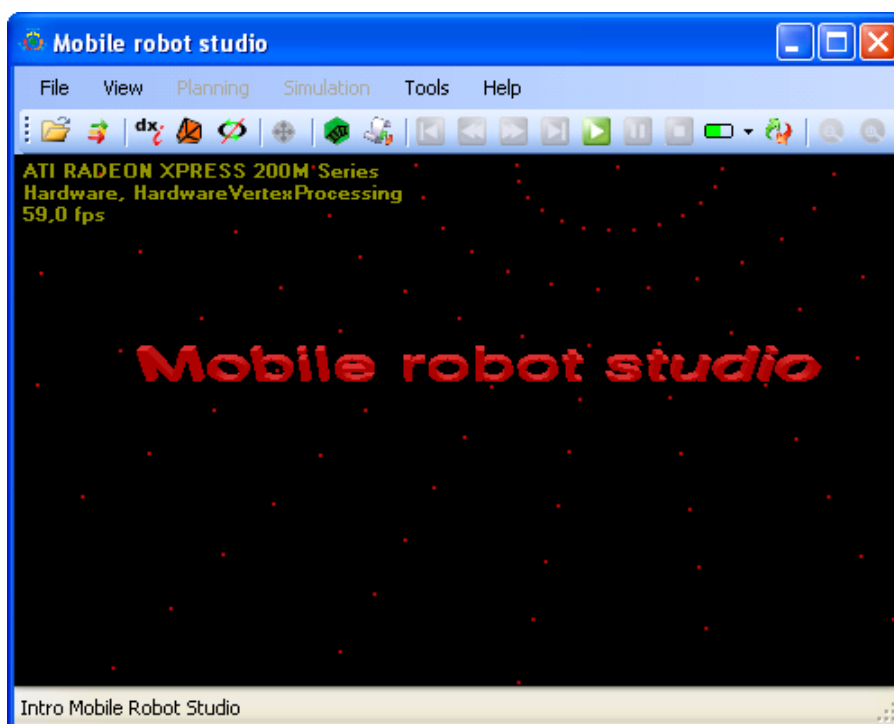 Mobile robot studio
File View Planning Simulation Tools Help
dx i
ATI RADEON XPRESS 200M Series
Hardware, HardwareVertexProcessing
59,0 fps
Mobile robot studio
Intro Mobile Robot Studio